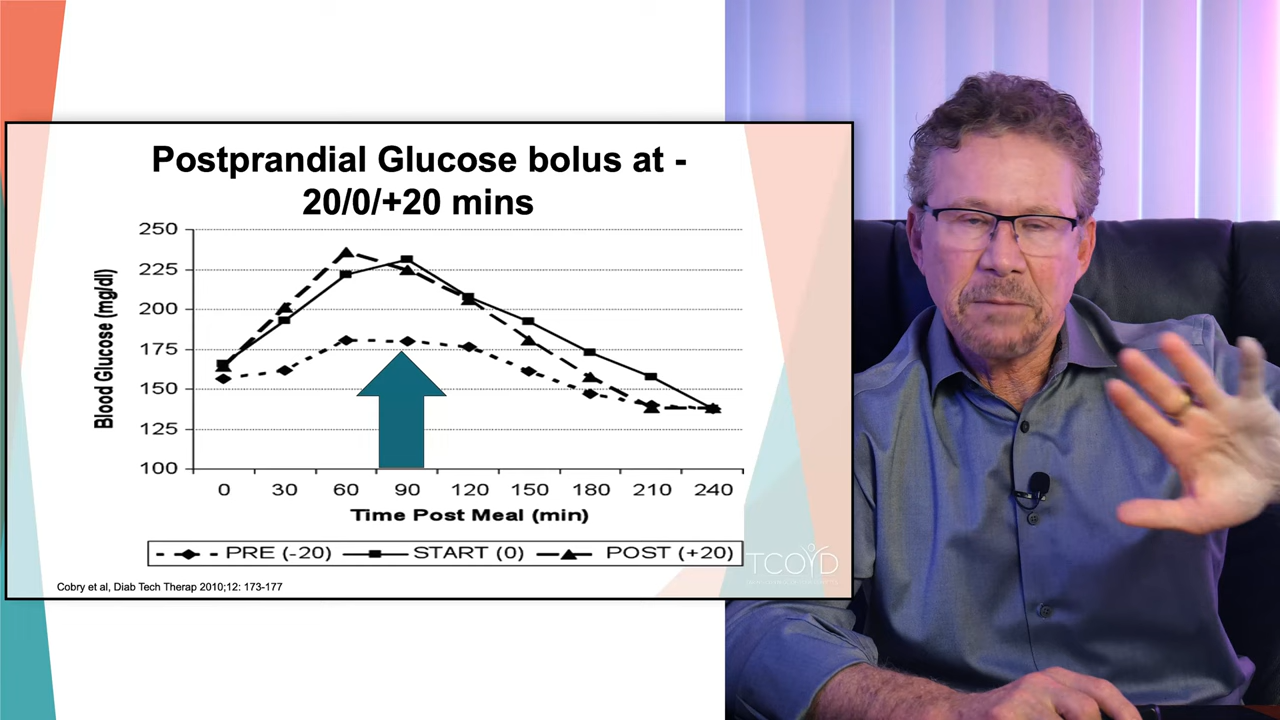 Postprandial Glucose bolus at -
20/0/+20 mins
250
225
200
175
150
125
100
Blood Glucose (mg/dl)
0 30 60 90 120 150 180 210 240
Time Post Meal (min)
PRE (-20) START (0) POST (+20)
TCOYD
Cobry et al, Diab Tech Therap 2010;12: 173-177